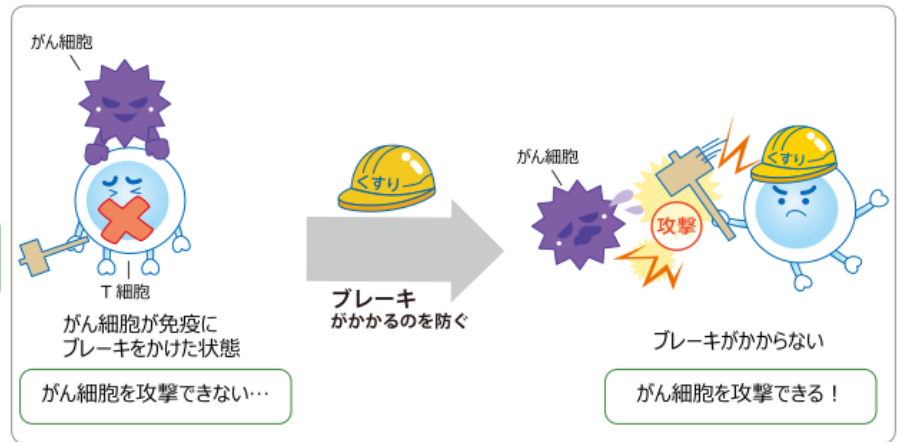 がん細胞
T 細胞
がん細胞が免疫に
ブレーキをかけた状態
がん細胞を攻撃できない…
くすり
ブレーキ
がかかるのを防ぐ
がん細胞
攻撃
くすり
ブレーキがかからない
がん細胞を攻撃できる！